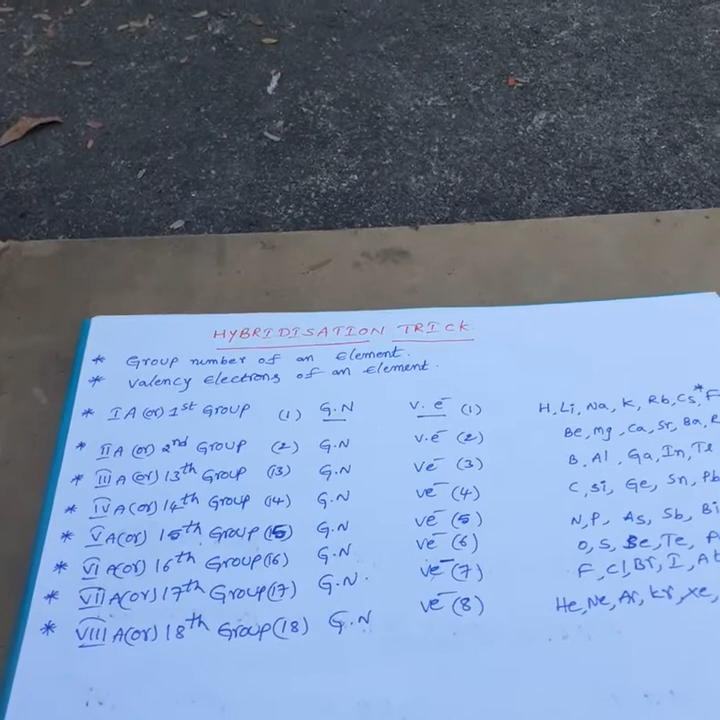 HYBRIDISATION TRICK
* Group number of an Element.
* Valency Electrons of an Element.
* IA (or) 1st Group (1) G.N V. e⁻ (1) H, Li, Na, K, Rb, Cs,* F
* IIA (or) 2nd Group (2) G.N V.e⁻ (2) Be, Mg, Ca, Sr, Ba, R
* IIIA (or) 13th Group (13) G.N Ve⁻ (3) B, Al, Ga, In, Te
* IVA (or) 14th Group (14) G.N Ve⁻ (4) C, Si, Ge, Sn, Pb
* VA (or) 15th Group (15) G.N Ve⁻ (5) N, P, As, Sb, Bi
* VI A(or) 16th Group (16) G.N Ve⁻ (6) O, S, Se, Te, P
* VII A(or) 17th Group (17) G.N. Ve⁻ (7) F, Cl, Br, I, At
* VIII A(or) 18th Group (18) G.N Ve⁻ (8) He, Ne, Ar, Kr, Xe,